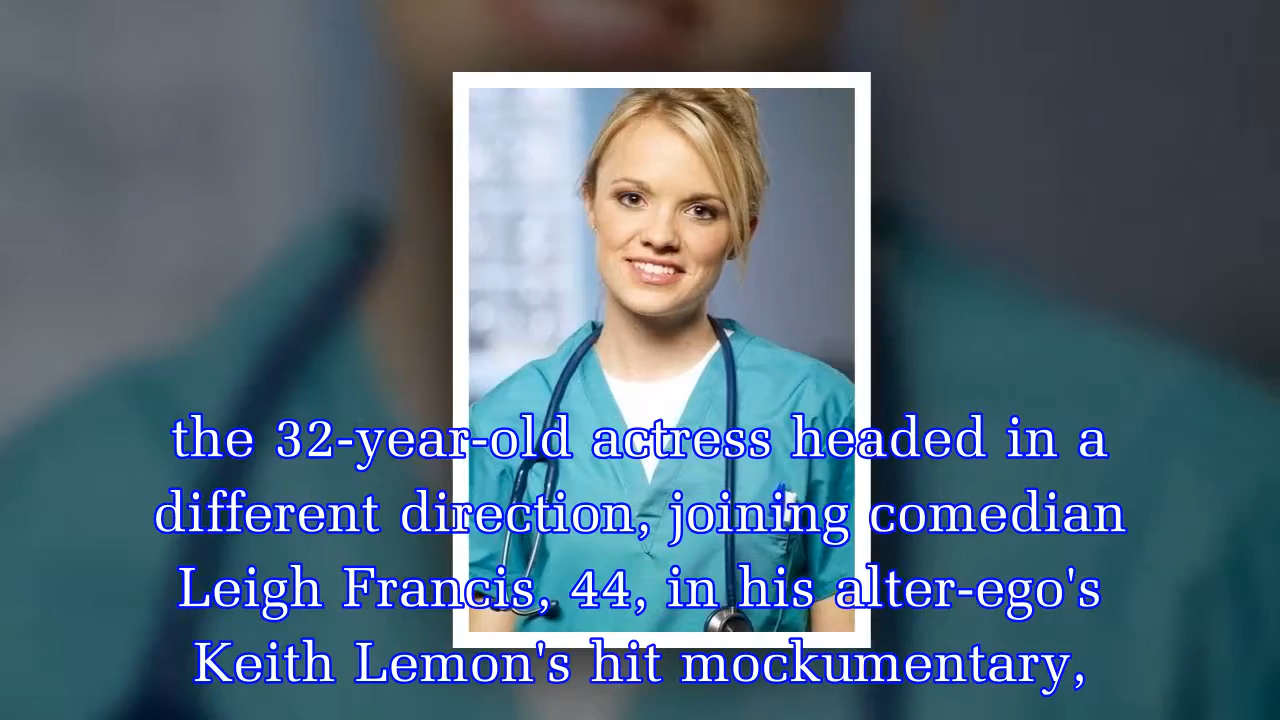 the 32-year-old actress headed in a
different direction, joining comedian
Leigh Francis, 44, in his alter-ego's
Keith Lemon's hit mockumentary,